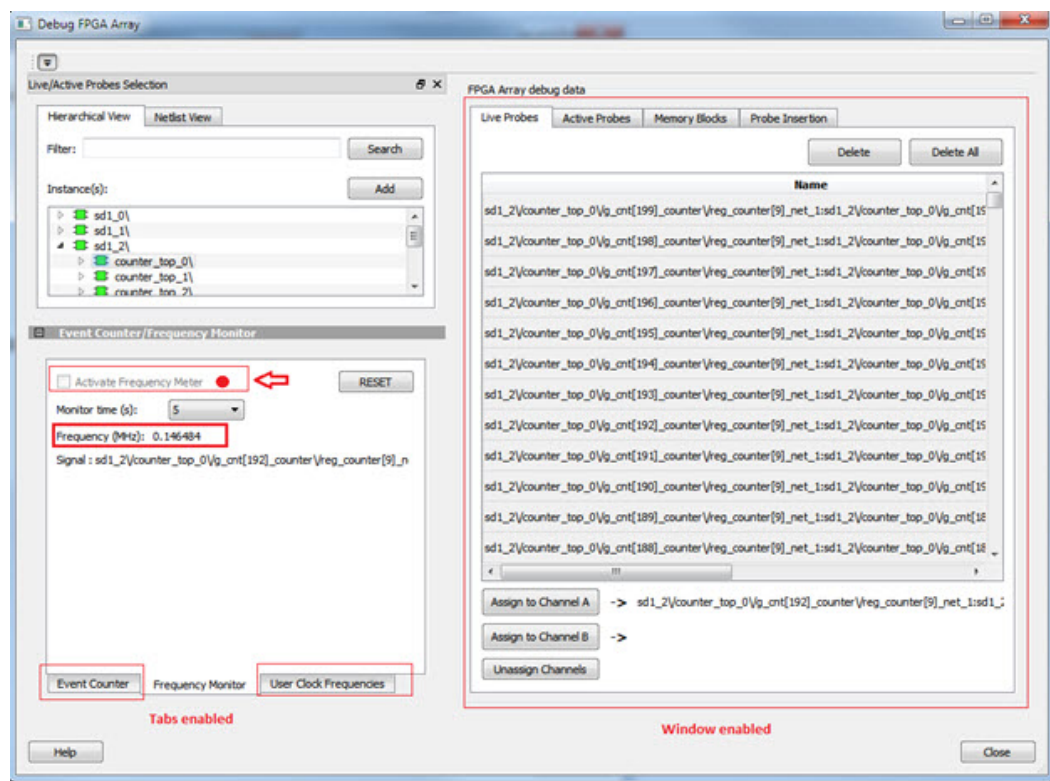 Debug FPGA Array
Live/Active Probes Selection
Hierarchical View Netlist View
Filter: Search
Instance(s): Add
sd1_0\
sd1_1\
sd1_2\
counter_top_0\
counter_top_1\
counter_top_2\
Event Counter/Frequency Monitor
Activate Frequency Meter RESET
Monitor time (s): 5
Frequency (MHz): 0.146484
Signal : sd1_2\/counter_top_0\/g_cnt[192]_counter\/reg_counter[9]_n
Event Counter Frequency Monitor User Clock Frequencies
Tabs enabled
Help
FPGA Array debug data
Live Probes Active Probes Memory Blocks Probe Insertion
Delete Delete All
Name
sd1_2\/counter_top_0\/g_cnt[199]_counter\/reg_counter[9]_net_1:sd1_2\/counter_top_0\/g_cnt[19
sd1_2\/counter_top_0\/g_cnt[198]_counter\/reg_counter[9]_net_1:sd1_2\/counter_top_0\/g_cnt[19
sd1_2\/counter_top_0\/g_cnt[197]_counter\/reg_counter[9]_net_1:sd1_2\/counter_top_0\/g_cnt[19
sd1_2\/counter_top_0\/g_cnt[196]_counter\/reg_counter[9]_net_1:sd1_2\/counter_top_0\/g_cnt[19
sd1_2\/counter_top_0\/g_cnt[195]_counter\/reg_counter[9]_net_1:sd1_2\/counter_top_0\/g_cnt[19
sd1_2\/counter_top_0\/g_cnt[194]_counter\/reg_counter[9]_net_1:sd1_2\/counter_top_0\/g_cnt[19
sd1_2\/counter_top_0\/g_cnt[193]_counter\/reg_counter[9]_net_1:sd1_2\/counter_top_0\/g_cnt[19
sd1_2\/counter_top_0\/g_cnt[192]_counter\/reg_counter[9]_net_1:sd1_2\/counter_top_0\/g_cnt[19
sd1_2\/counter_top_0\/g_cnt[191]_counter\/reg_counter[9]_net_1:sd1_2\/counter_top_0\/g_cnt[19
sd1_2\/counter_top_0\/g_cnt[190]_counter\/reg_counter[9]_net_1:sd1_2\/counter_top_0\/g_cnt[19
sd1_2\/counter_top_0\/g_cnt[189]_counter\/reg_counter[9]_net_1:sd1_2\/counter_top_0\/g_cnt[18
sd1_2\/counter_top_0\/g_cnt[188]_counter\/reg_counter[9]_net_1:sd1_2\/counter_top_0\/g_cnt[18
Assign to Channel A -> sd1_2\/counter_top_0\/g_cnt[192]_counter\/reg_counter[9]_net_1:sd1_2
Assign to Channel B ->
Unassign Channels
Window enabled
Close